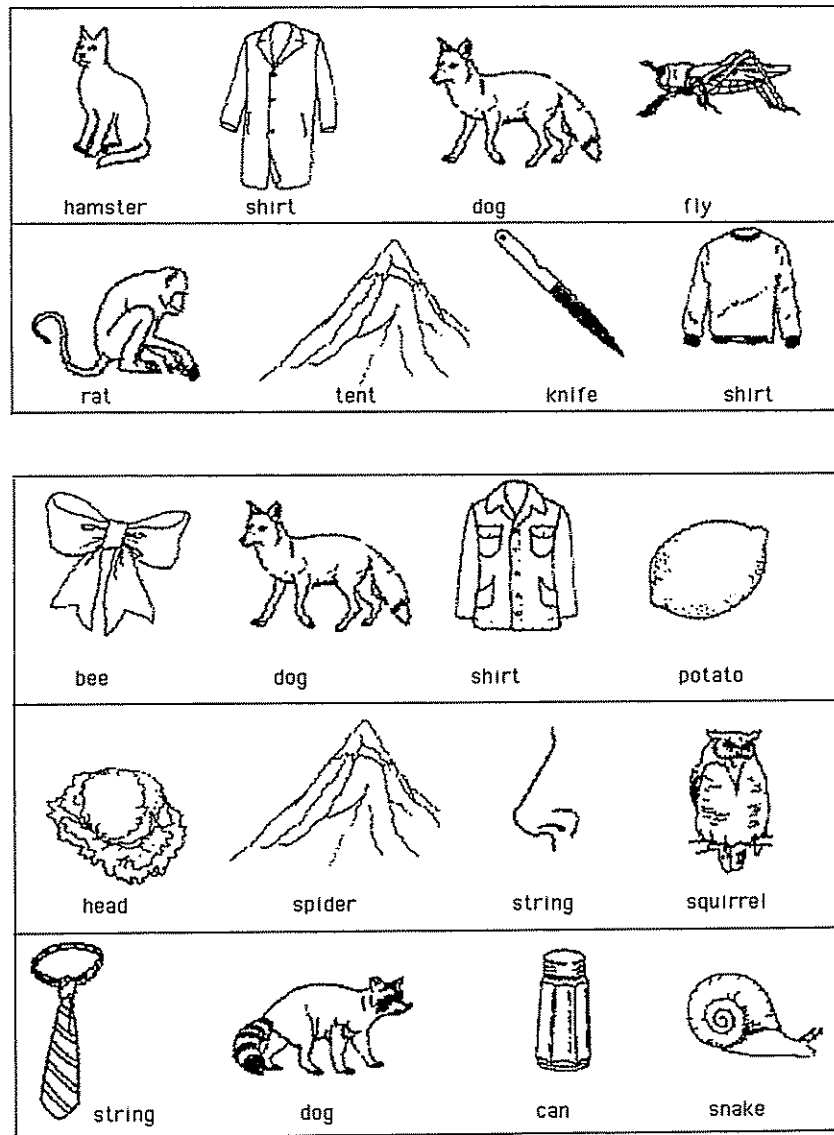 hamster shirt dog fly
rat tent knife shirt
bee dog shirt potato
head spider string squirrel
string dog can snake